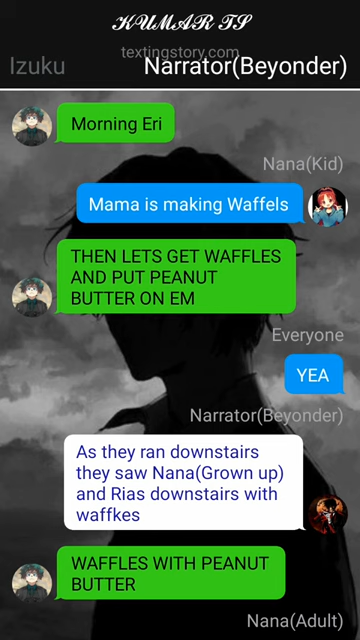 𝒦𝒰𝑀𝒜𝑅 𝒯𝒮
textingstory.com
Izuku Narrator(Beyonder)
Morning Eri
Nana(Kid)
Mama is making Waffels
THEN LETS GET WAFFLES
AND PUT PEANUT
BUTTER ON EM
Everyone
YEA
Narrator(Beyonder)
As they ran downstairs
they saw Nana(Grown up)
and Rias downstairs with
waffkes
WAFFLES WITH PEANUT
BUTTER
Nana(Adult)